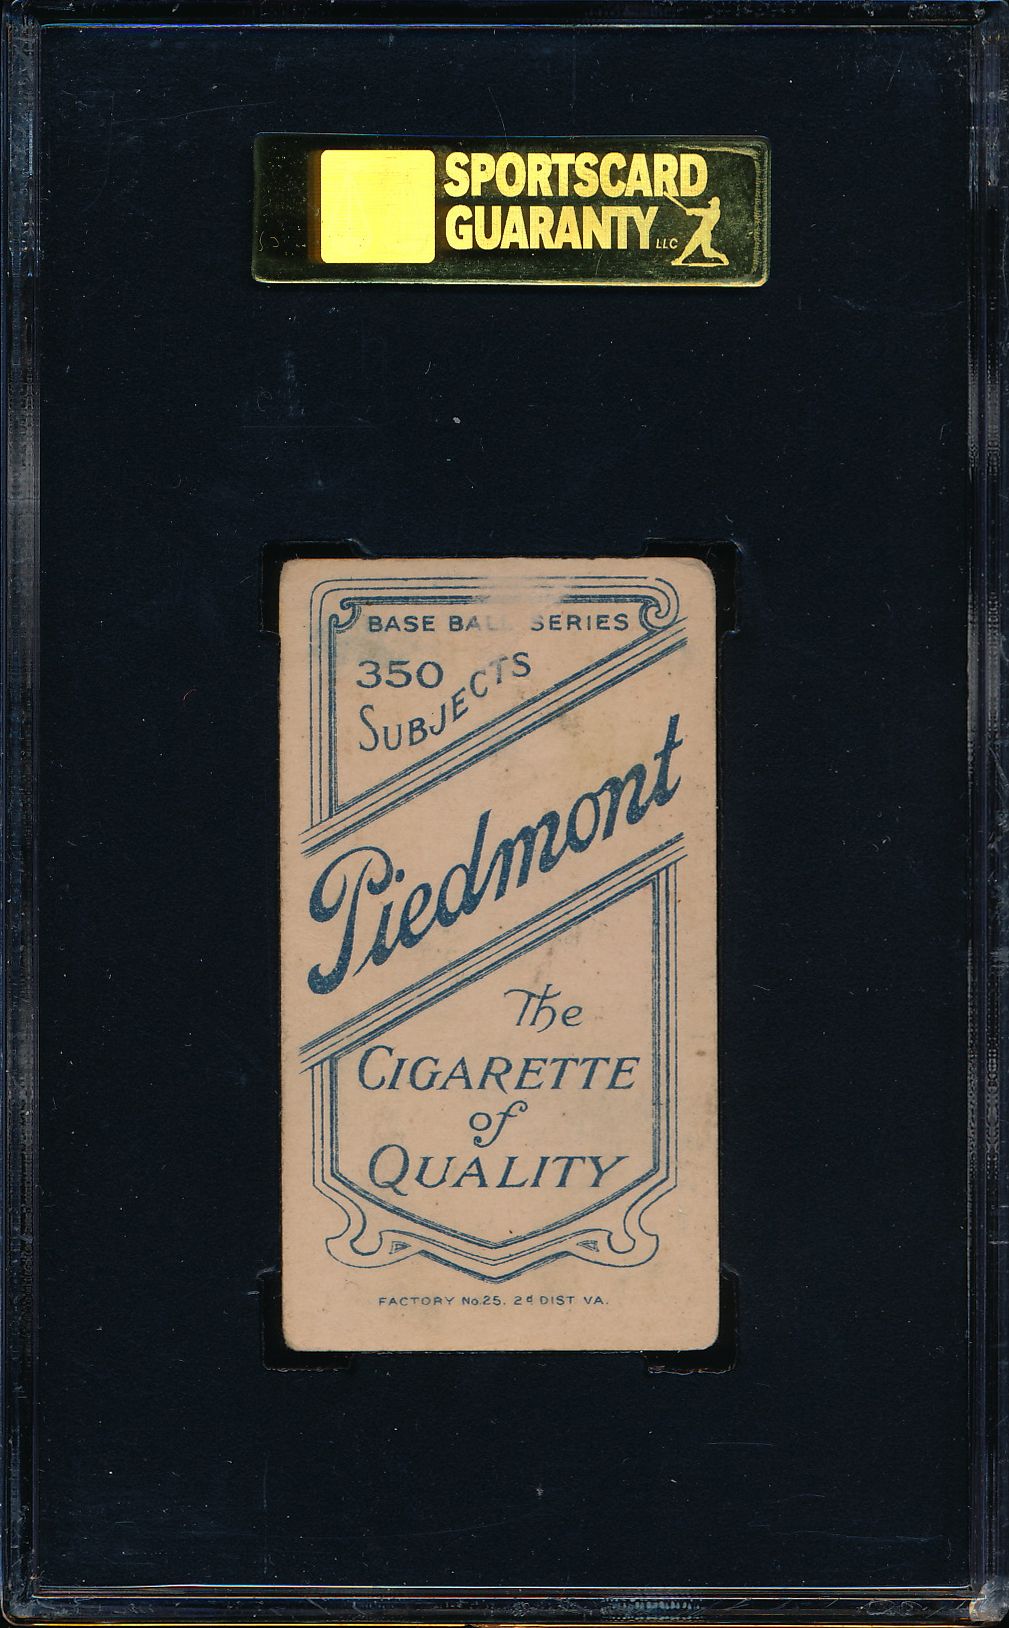 SPORTSCARD
GUARANTY LLC
BASE BALL SERIES
350
SUBJECTS
Piedmont
The
CIGARETTE
of
QUALITY
FACTORY No. 25. 2d DIST VA.